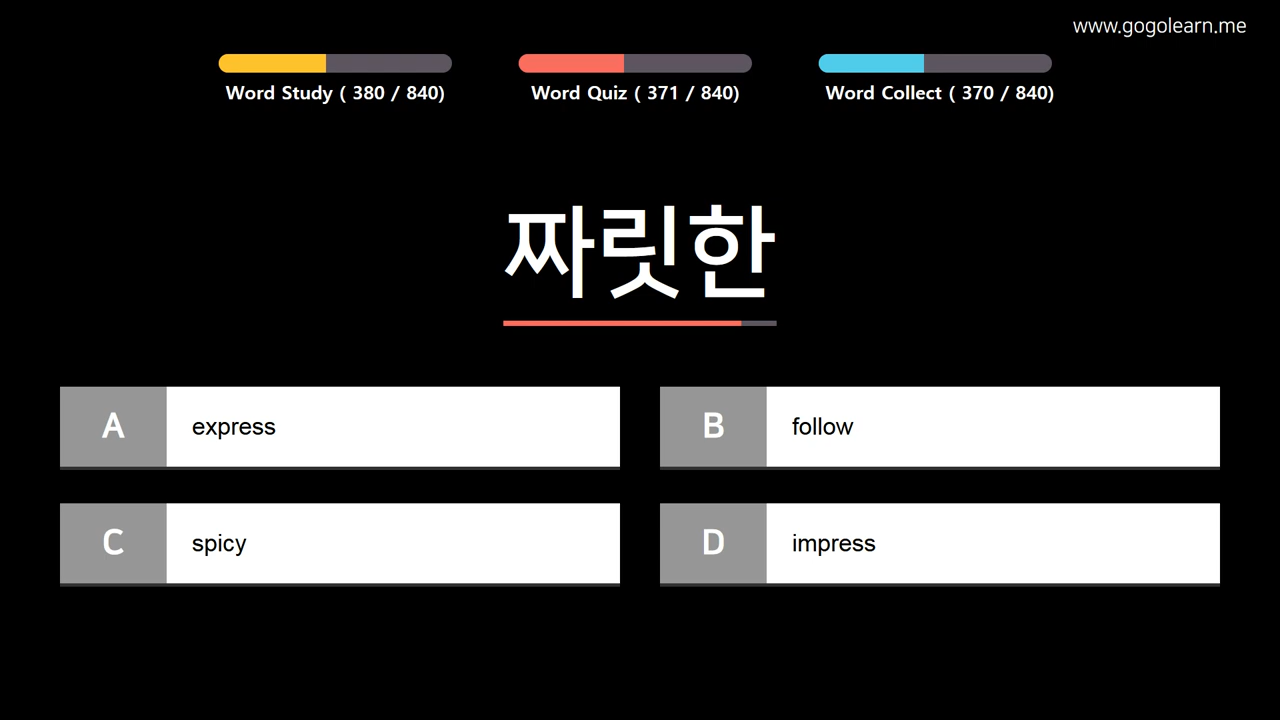 www.gogolearn.me
Word Study ( 380 / 840)
Word Quiz ( 371 / 840)
Word Collect ( 370 / 840)
짜릿한
A express
B follow
C spicy
D impress